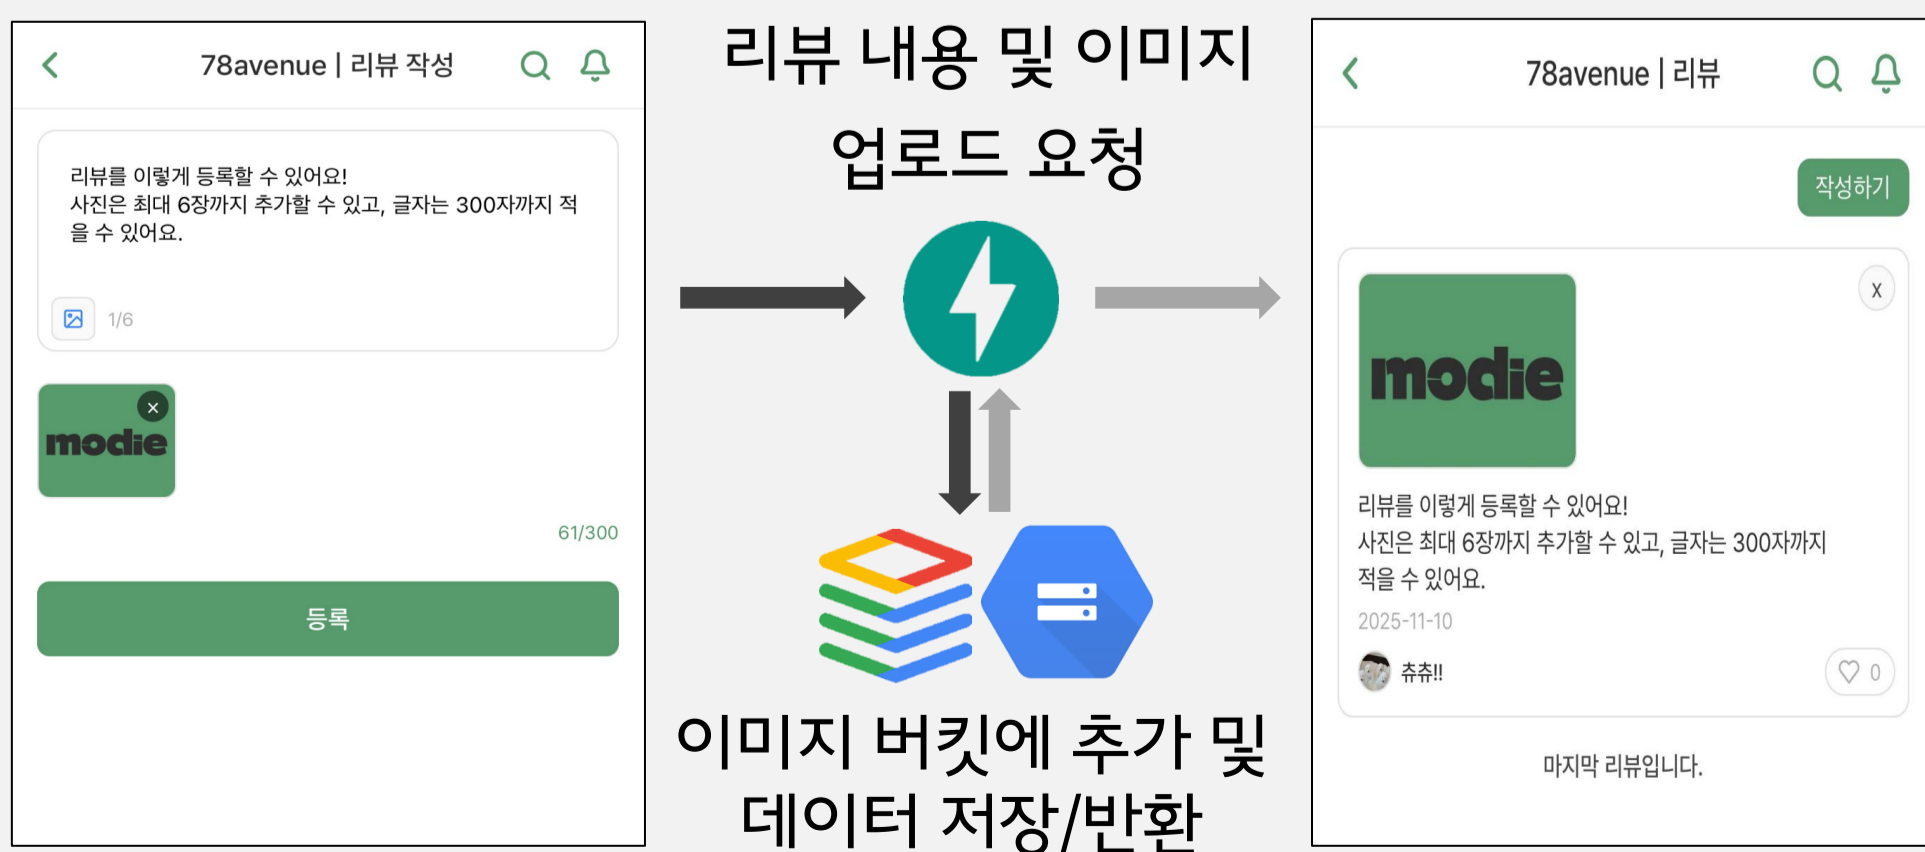 78avenue | 리뷰 작성
리뷰를 이렇게 등록할 수 있어요!
사진은 최대 6장까지 추가할 수 있고, 글자는 300자까지 적
을 수 있어요.
1/6
modie
61/300
등록
리뷰 내용 및 이미지
업로드 요청
이미지 버킷에 추가 및
데이터 저장/반환
78avenue | 리뷰
작성하기
x
modie
리뷰를 이렇게 등록할 수 있어요!
사진은 최대 6장까지 추가할 수 있고, 글자는 300자까지
적을 수 있어요.
2025-11-10
츄츄!!
0
마지막 리뷰입니다.